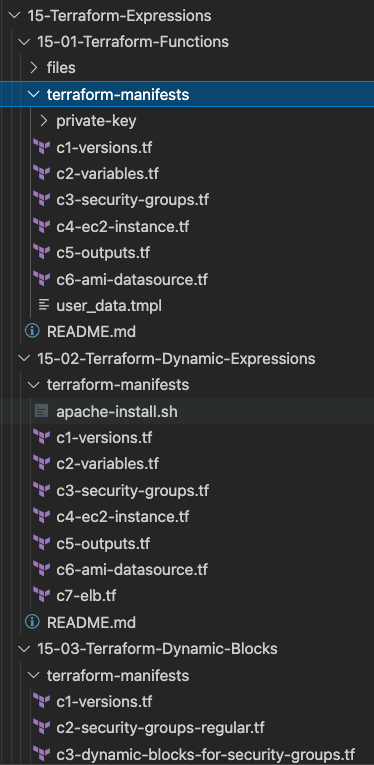 15-Terraform-Expressions
15-01-Terraform-Functions
files
terraform-manifests
private-key
c1-versions.tf
c2-variables.tf
c3-security-groups.tf
c4-ec2-instance.tf
c5-outputs.tf
c6-ami-datasource.tf
user_data.tmpl
README.md
15-02-Terraform-Dynamic-Expressions
terraform-manifests
apache-install.sh
c1-versions.tf
c2-variables.tf
c3-security-groups.tf
c4-ec2-instance.tf
c5-outputs.tf
c6-ami-datasource.tf
c7-elb.tf
README.md
15-03-Terraform-Dynamic-Blocks
terraform-manifests
c1-versions.tf
c2-security-groups-regular.tf
c3-dynamic-blocks-for-security-groups.tf